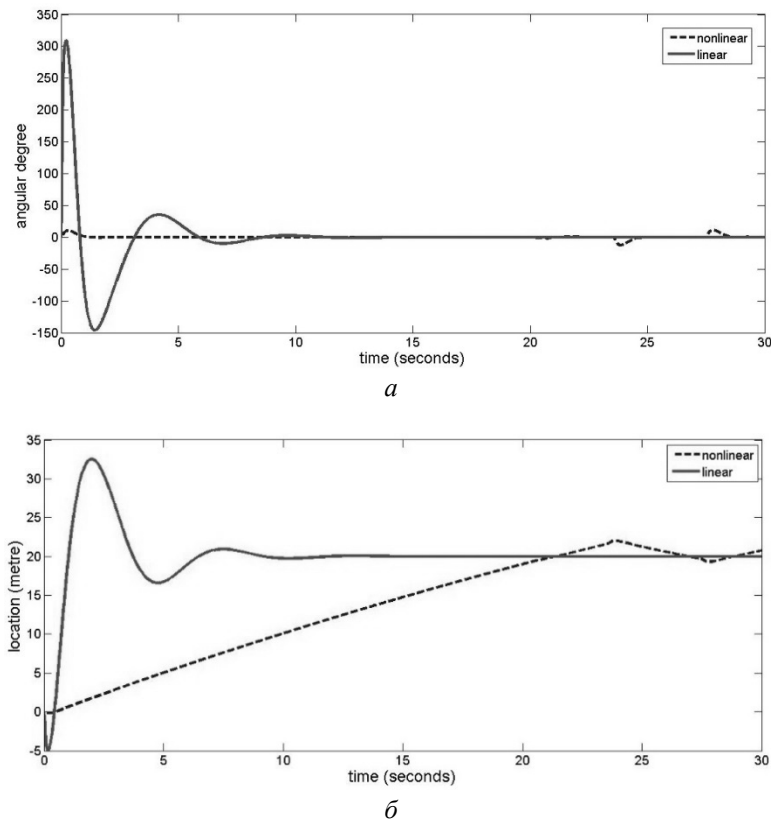 350
300
250
200
150
100
50
0
-50
-100
-150
angular degree
nonlinear
linear
0 5 10 15 20 25 30
time (seconds)
а
35
30
25
20
15
10
5
0
-5
location (metre)
nonlinear
linear
0 5 10 15 20 25 30
time (seconds)
б